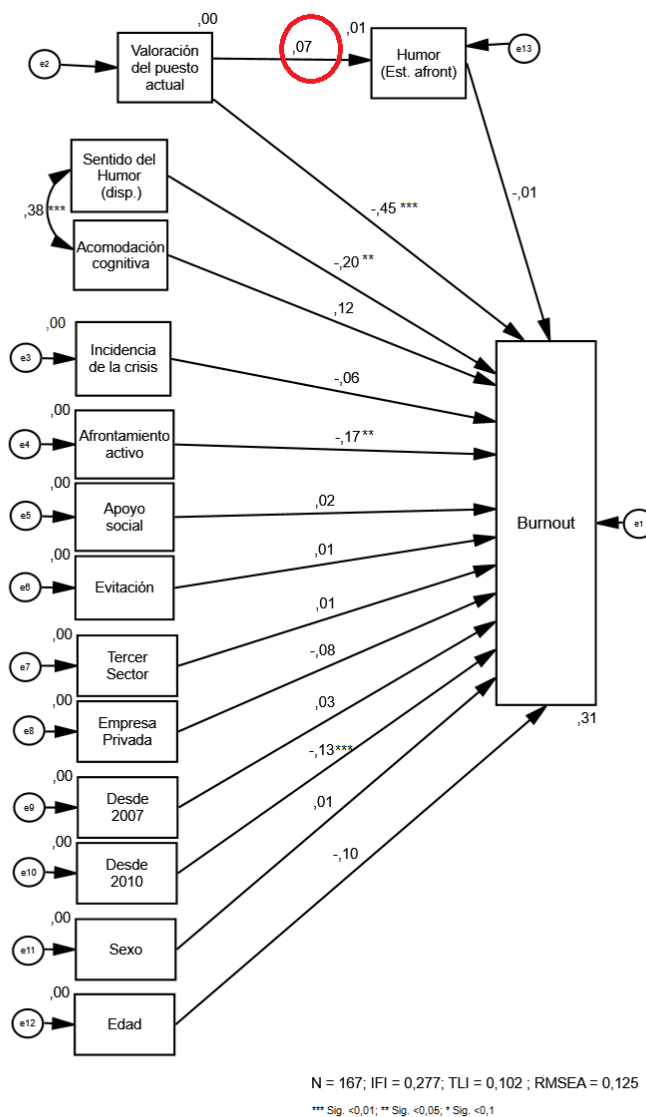 ,00
,07
,01
e2
Valoración
del puesto
actual
Humor
(Est. afront)
e13
Sentido del
Humor
(disp.)
,38 ***
Acomodación
cognitiva
-,45 ***
-,01
-,20 **
,12
,00
e3
Incidencia
de la crisis
-,06
,00
e4
Afrontamiento
activo
-,17 **
,00
e5
Apoyo
social
,02
,00
e6
Evitación
,01
Burnout
e1
,00
e7
Tercer
Sector
,01
,00
e8
Empresa
Privada
-,08
,31
,00
e9
Desde
2007
,03
,00
e10
Desde
2010
-,13 ***
,00
e11
Sexo
,01
,00
e12
Edad
-,10
N = 167; IFI = 0,277; TLI = 0,102 ; RMSEA = 0,125
*** Sig. <0,01; ** Sig. <0,05; * Sig. <0,1